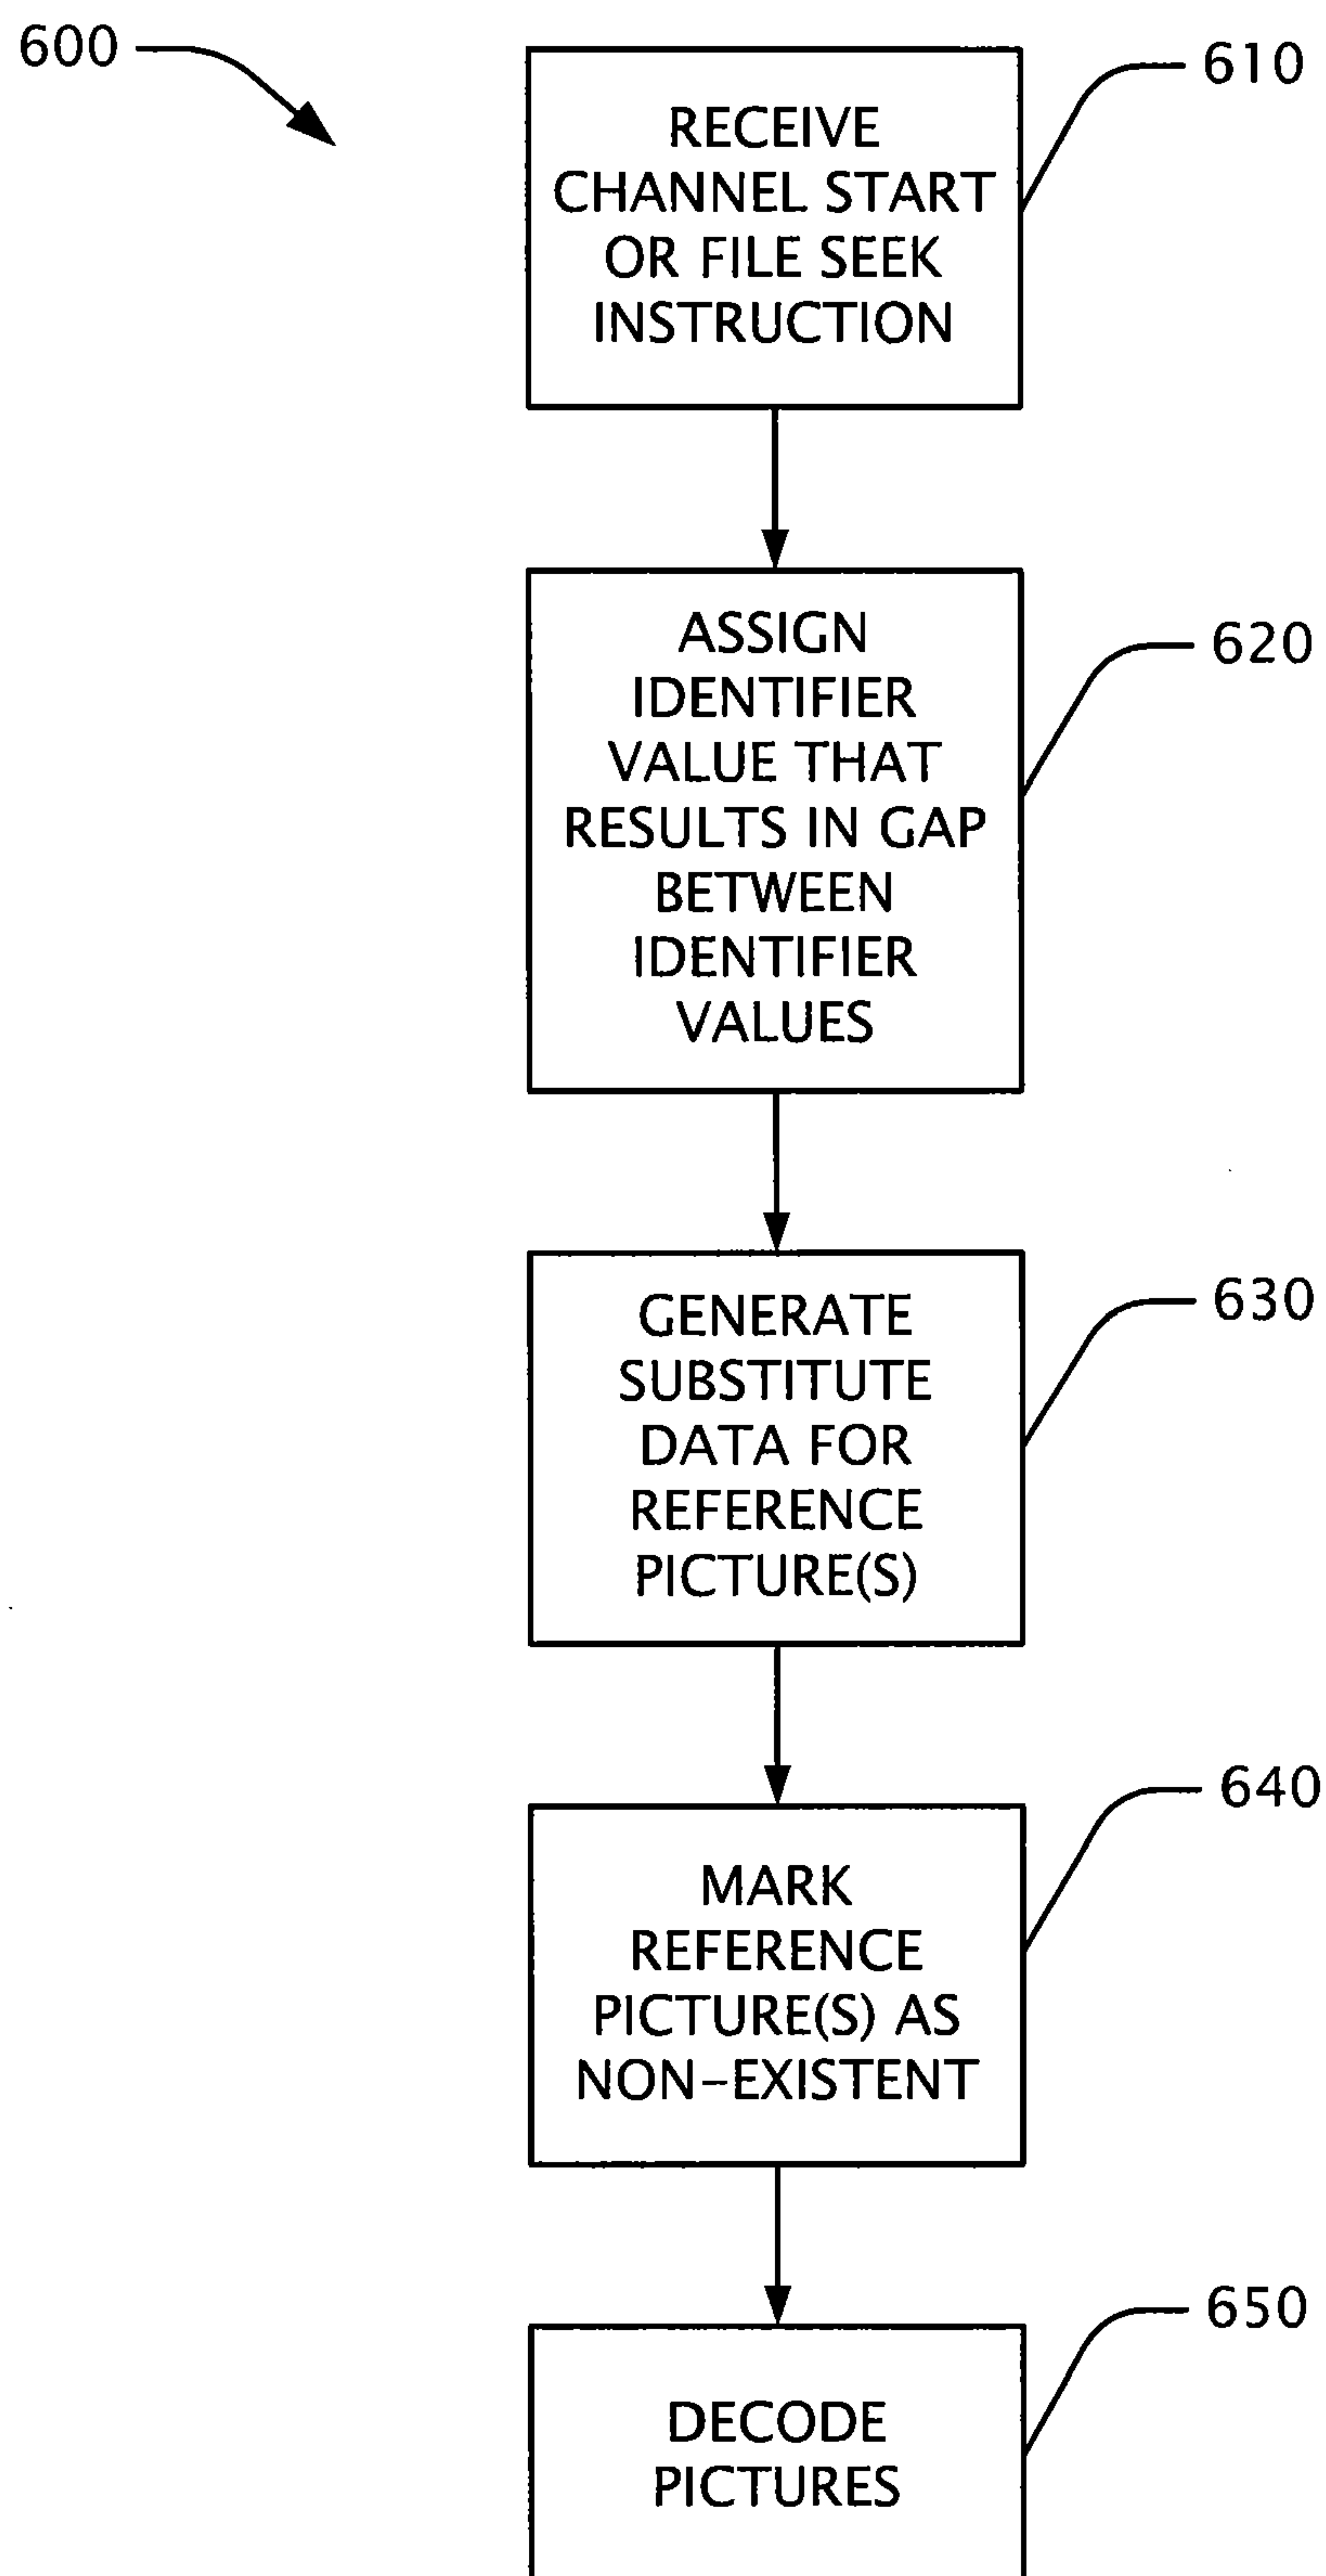 600
610
RECEIVE
CHANNEL START
OR FILE SEEK
INSTRUCTION
620
ASSIGN
IDENTIFIER
VALUE THAT
RESULTS IN GAP
BETWEEN
IDENTIFIER
VALUES
630
GENERATE
SUBSTITUTE
DATA FOR
REFERENCE
PICTURE(S)
640
MARK
REFERENCE
PICTURE(S) AS
NON-EXISTENT
650
DECODE
PICTURES